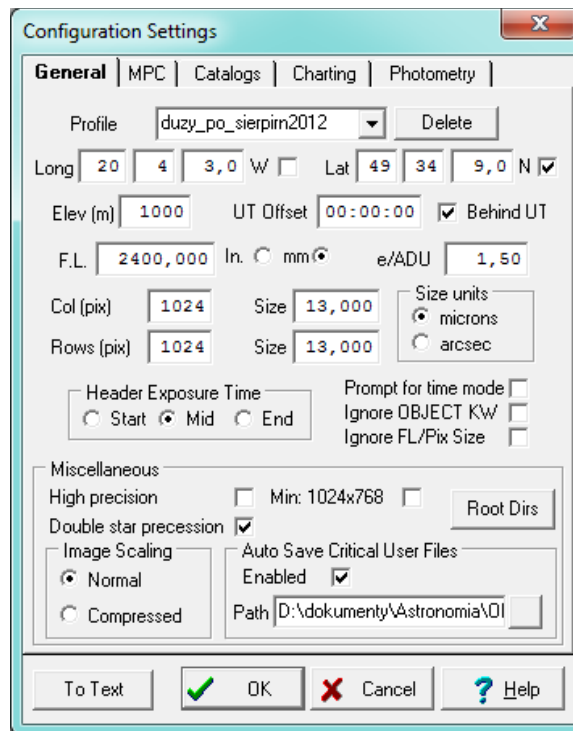 Configuration Settings
General MPC Catalogs Charting Photometry
Profile duzy_po_sierpirn2012 Delete
Long 20 4 3,0 W Lat 49 34 9,0 N
Elev (m) 1000 UT Offset 00:00:00 Behind UT
F.L. 2400,000 In. mm e/ADU 1,50
Size units
Col (pix) 1024 Size 13,000 microns
Rows (pix) 1024 Size 13,000 arcsec
Header Exposure Time Prompt for time mode
Start Mid End Ignore OBJECT KW
Ignore FL/Pix Size
Miscellaneous
High precision Min: 1024x768 Root Dirs
Double star precession
Image Scaling Auto Save Critical User Files
Normal Enabled
Compressed Path D:\dokumenty\Astronomia\Ol
To Text OK Cancel Help